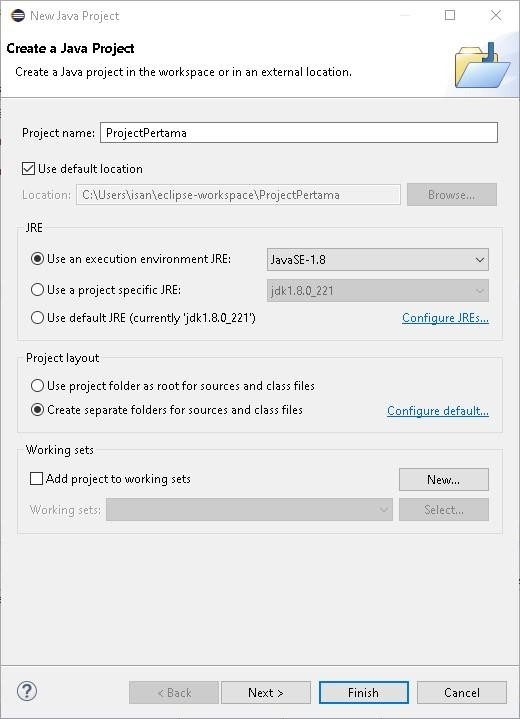 New Java Project
Create a Java Project
Create a Java project in the workspace or in an external location.
Project name: ProjectPertama
Use default location
Location: C:\Users\isan\eclipse-workspace\ProjectPertama Browse...
JRE
Use an execution environment JRE: JavaSE-1.8
Use a project specific JRE: jdk1.8.0_221
Use default JRE (currently 'jdk1.8.0_221') Configure JREs...
Project layout
Use project folder as root for sources and class files
Create separate folders for sources and class files Configure default...
Working sets
Add project to working sets New...
Working sets: Select...
? < Back Next > Finish Cancel